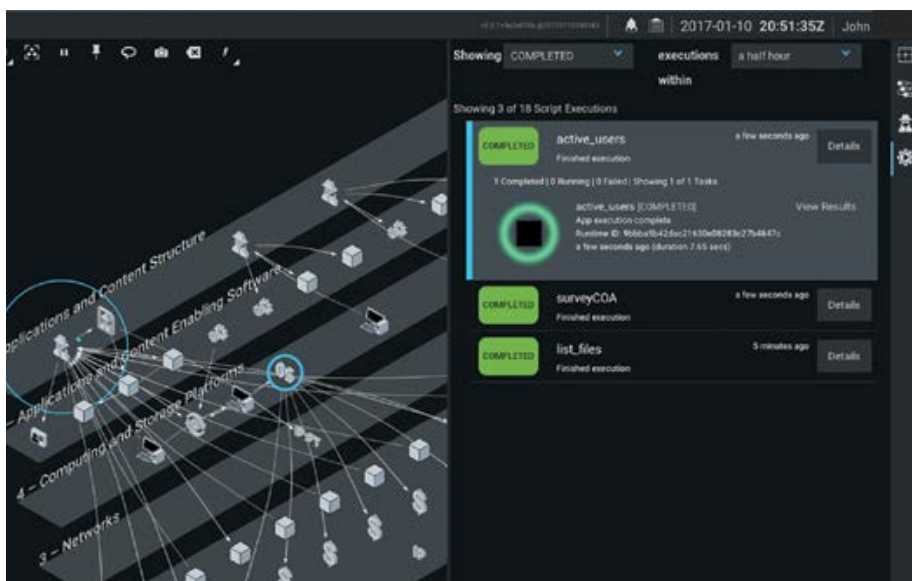 2017-01-10 20:51:35Z John
Showing COMPLETED executions a half hour
within
Showing 3 of 18 Script Executions
COMPLETED active_users a few seconds ago Details
Finished execution
1 Completed | 0 Running | 0 Failed | Showing 1 of 1 Tasks
active_users [COMPLETED] View Results
App execution complete
Runtime ID:
a few seconds ago (duration 7.65 secs)
COMPLETED surveyCOA a few seconds ago Details
Finished execution
COMPLETED list_files 5 minutes ago Details
Finished execution
pplications and Content Structure
– Applications and Content Enabling Software
4 – Computing and Storage Platforms
3 – Networks